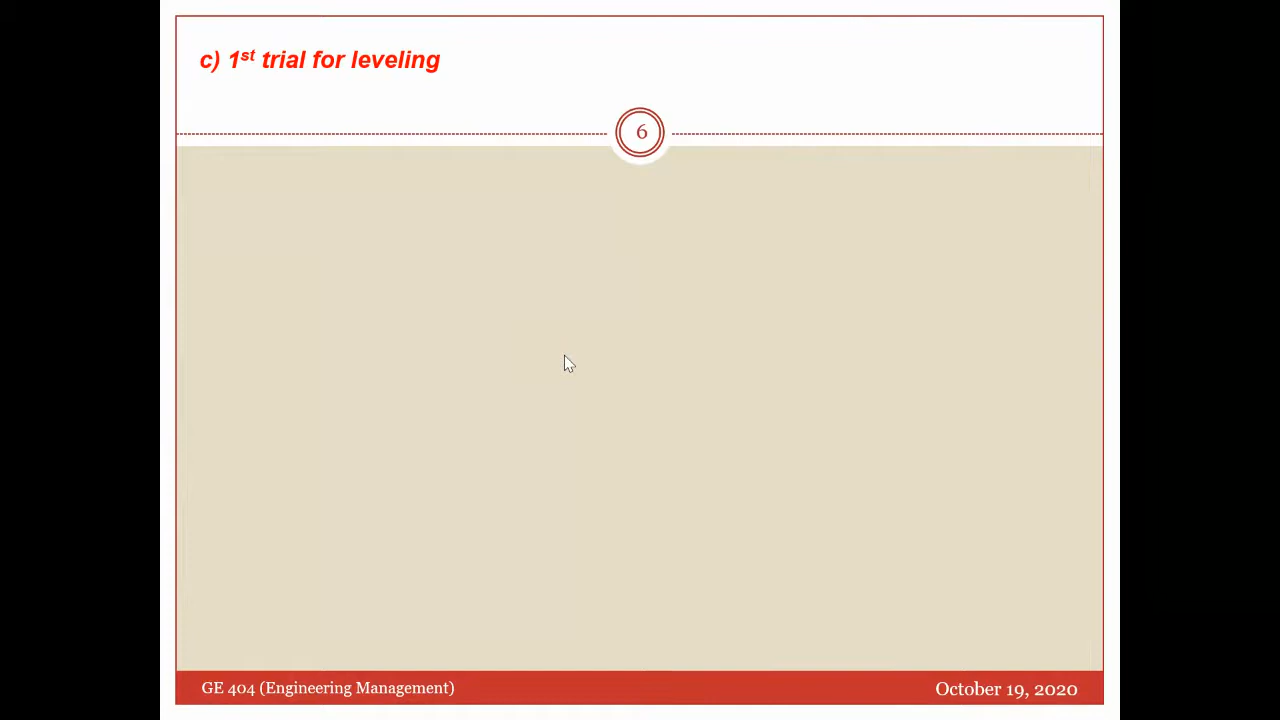 c) 1st trial for leveling
6
GE 404 (Engineering Management)
October 19, 2020